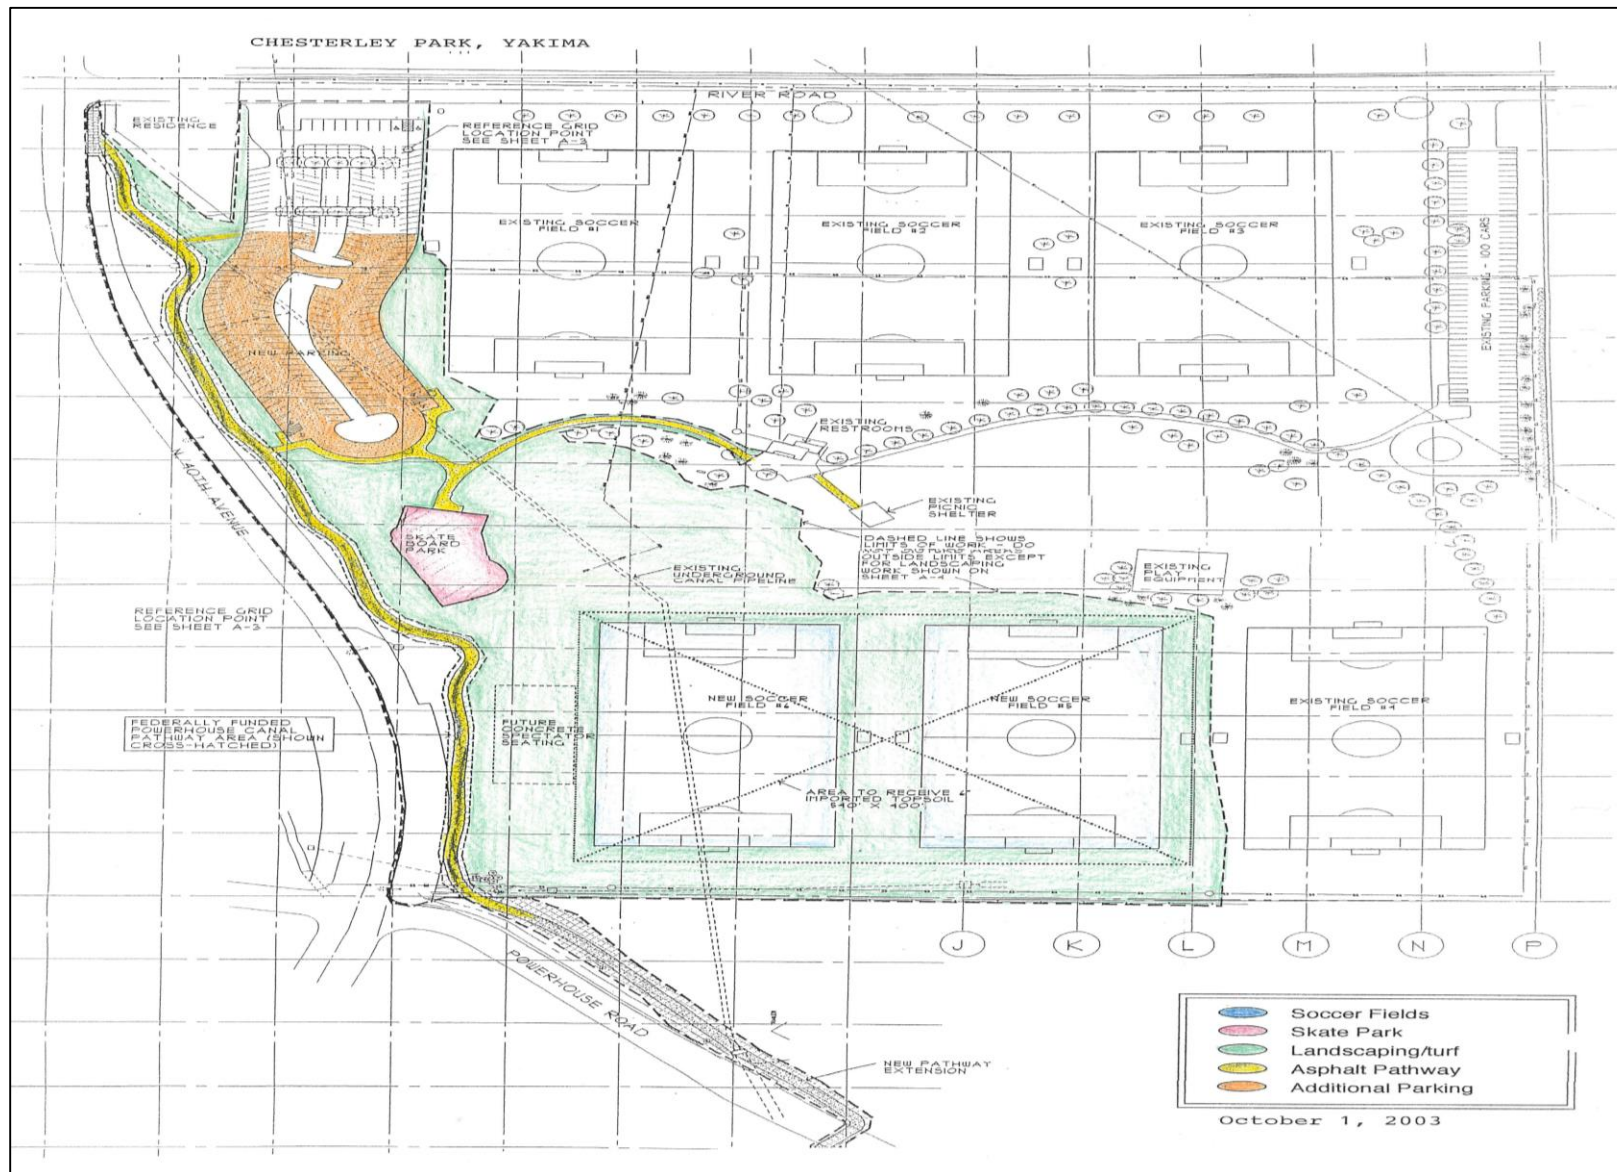 CHESTERLEY PARK, YAKIMA
RIVER ROAD
EXISTING
RESIDENCE
REFERENCE GRID
LOCATION POINT
SEE SHEET A-3
EXISTING SOCCER
FIELD #1
EXISTING SOCCER
FIELD #2
EXISTING SOCCER
FIELD #3
EXISTING PARKING - 100 CARS
NEW PARKING
EXISTING
RESTROOMS
N. 40TH AVENUE
EXISTING
PICNIC
SHELTER
SKATE
BOARD
PARK
DASHED LINE SHOWS
LIMITS OF WORK - DO
NOT DISTURB AREAS
OUTSIDE LIMITS EXCEPT
FOR LANDSCAPING
WORK SHOWN ON
SHEET A-4
EXISTING
UNDERGROUND
CANAL PIPELINE
EXISTING
PLAY
EQUIPMENT
REFERENCE GRID
LOCATION POINT
SEE SHEET A-3
NEW SOCCER
FIELD #6
NEW SOCCER
FIELD #5
EXISTING SOCCER
FIELD #4
FEDERALLY FUNDED
POWERHOUSE CANAL
PATHWAY AREA (SHOWN
CROSS-HATCHED)
FUTURE
CONCRETE
SPECTATOR
SEATING
AREA TO RECEIVE 6"
IMPORTED TOPSOIL
540' X 400'
J
K
L
M
N
P
POWERHOUSE ROAD
NEW PATHWAY
EXTENSION
Soccer Fields
Skate Park
Landscaping/turf
Asphalt Pathway
Additional Parking
October 1, 2003